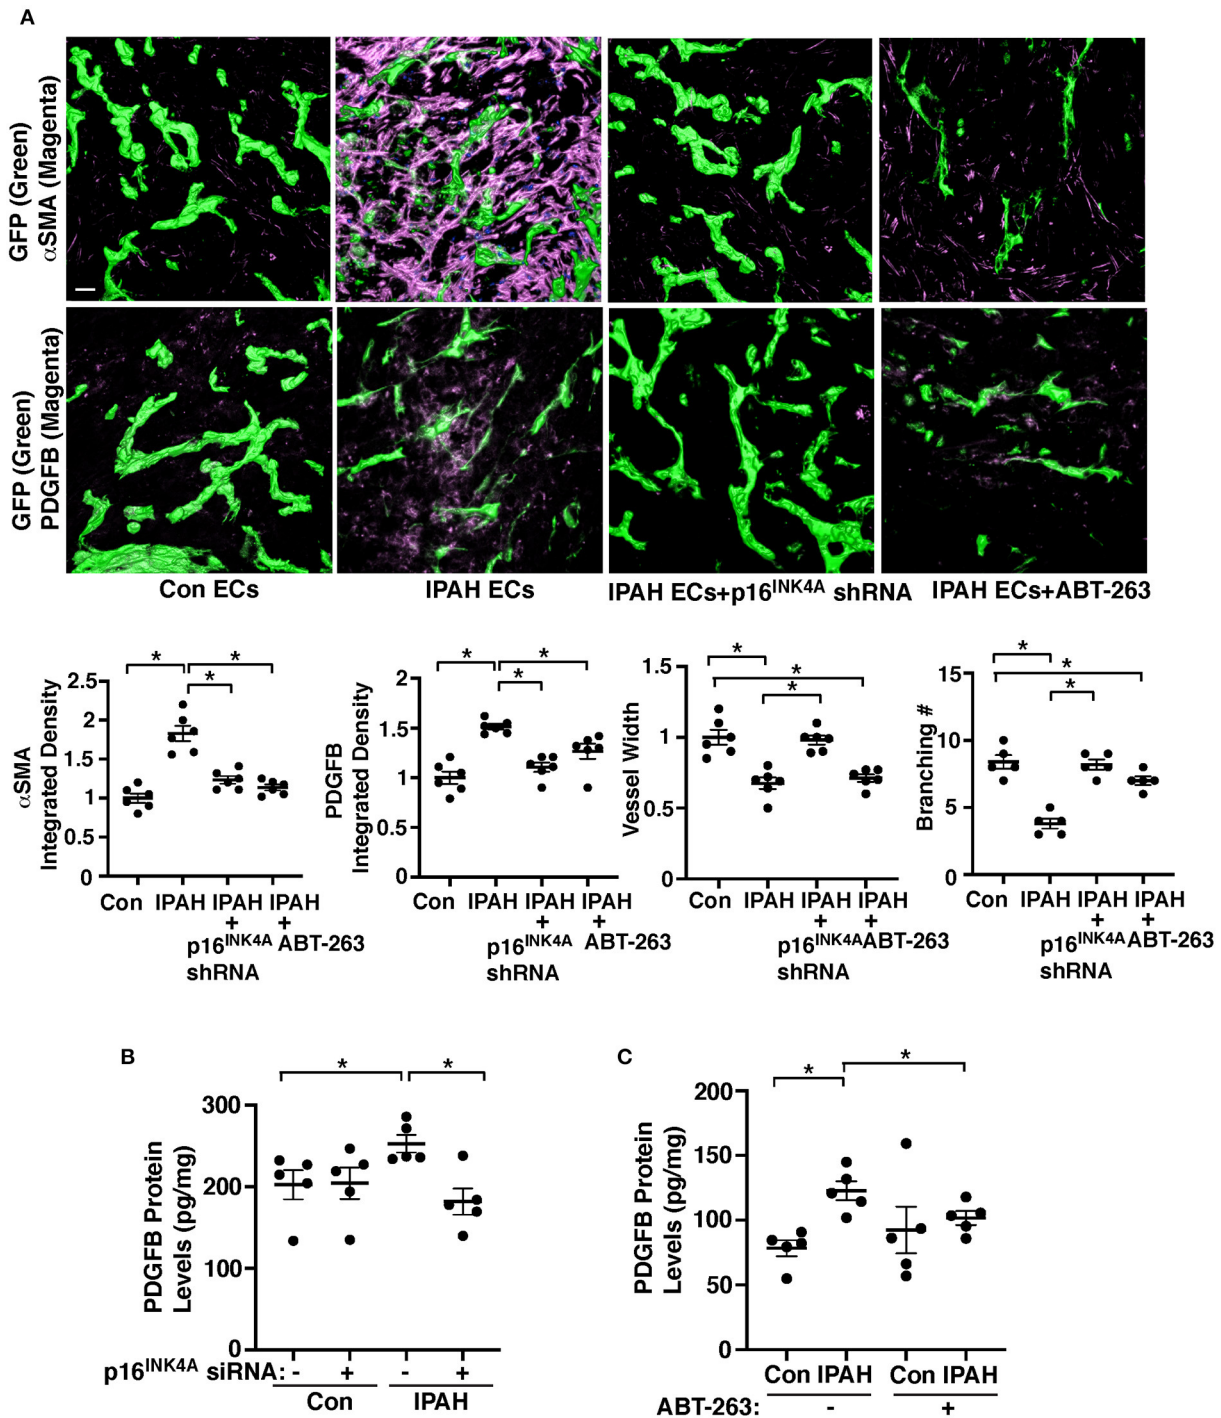 A
GFP (Green)
αSMA (Magenta)
GFP (Green)
PDGFB (Magenta)
Con ECs
IPAH ECs
IPAH ECs+p16INK4A shRNA
IPAH ECs+ABT-263
αSMA
Integrated Density
2.5
2
1.5
1
0.5
0
*
*
*
Con
IPAH
IPAH
+
p16INK4A
shRNA
IPAH
+
ABT-263
PDGFB
Integrated Density
2
1.5
1
0.5
0
*
*
*
Con
IPAH
IPAH
+
p16INK4A
shRNA
IPAH
+
ABT-263
Vessel Width
1.5
1
0.5
0
*
*
*
Con
IPAH
IPAH
+
p16INK4A
shRNA
IPAH
+
ABT-263
Branching #
15
10
5
0
*
*
*
Con
IPAH
IPAH
+
p16INK4A
shRNA
IPAH
+
ABT-263
B
PDGFB Protein
Levels (pg/mg)
300
200
100
0
*
*
p16INK4A siRNA: - + - +
Con IPAH
C
PDGFB Protein
Levels (pg/mg)
200
150
100
50
0
*
*
Con IPAH Con IPAH
ABT-263: - +